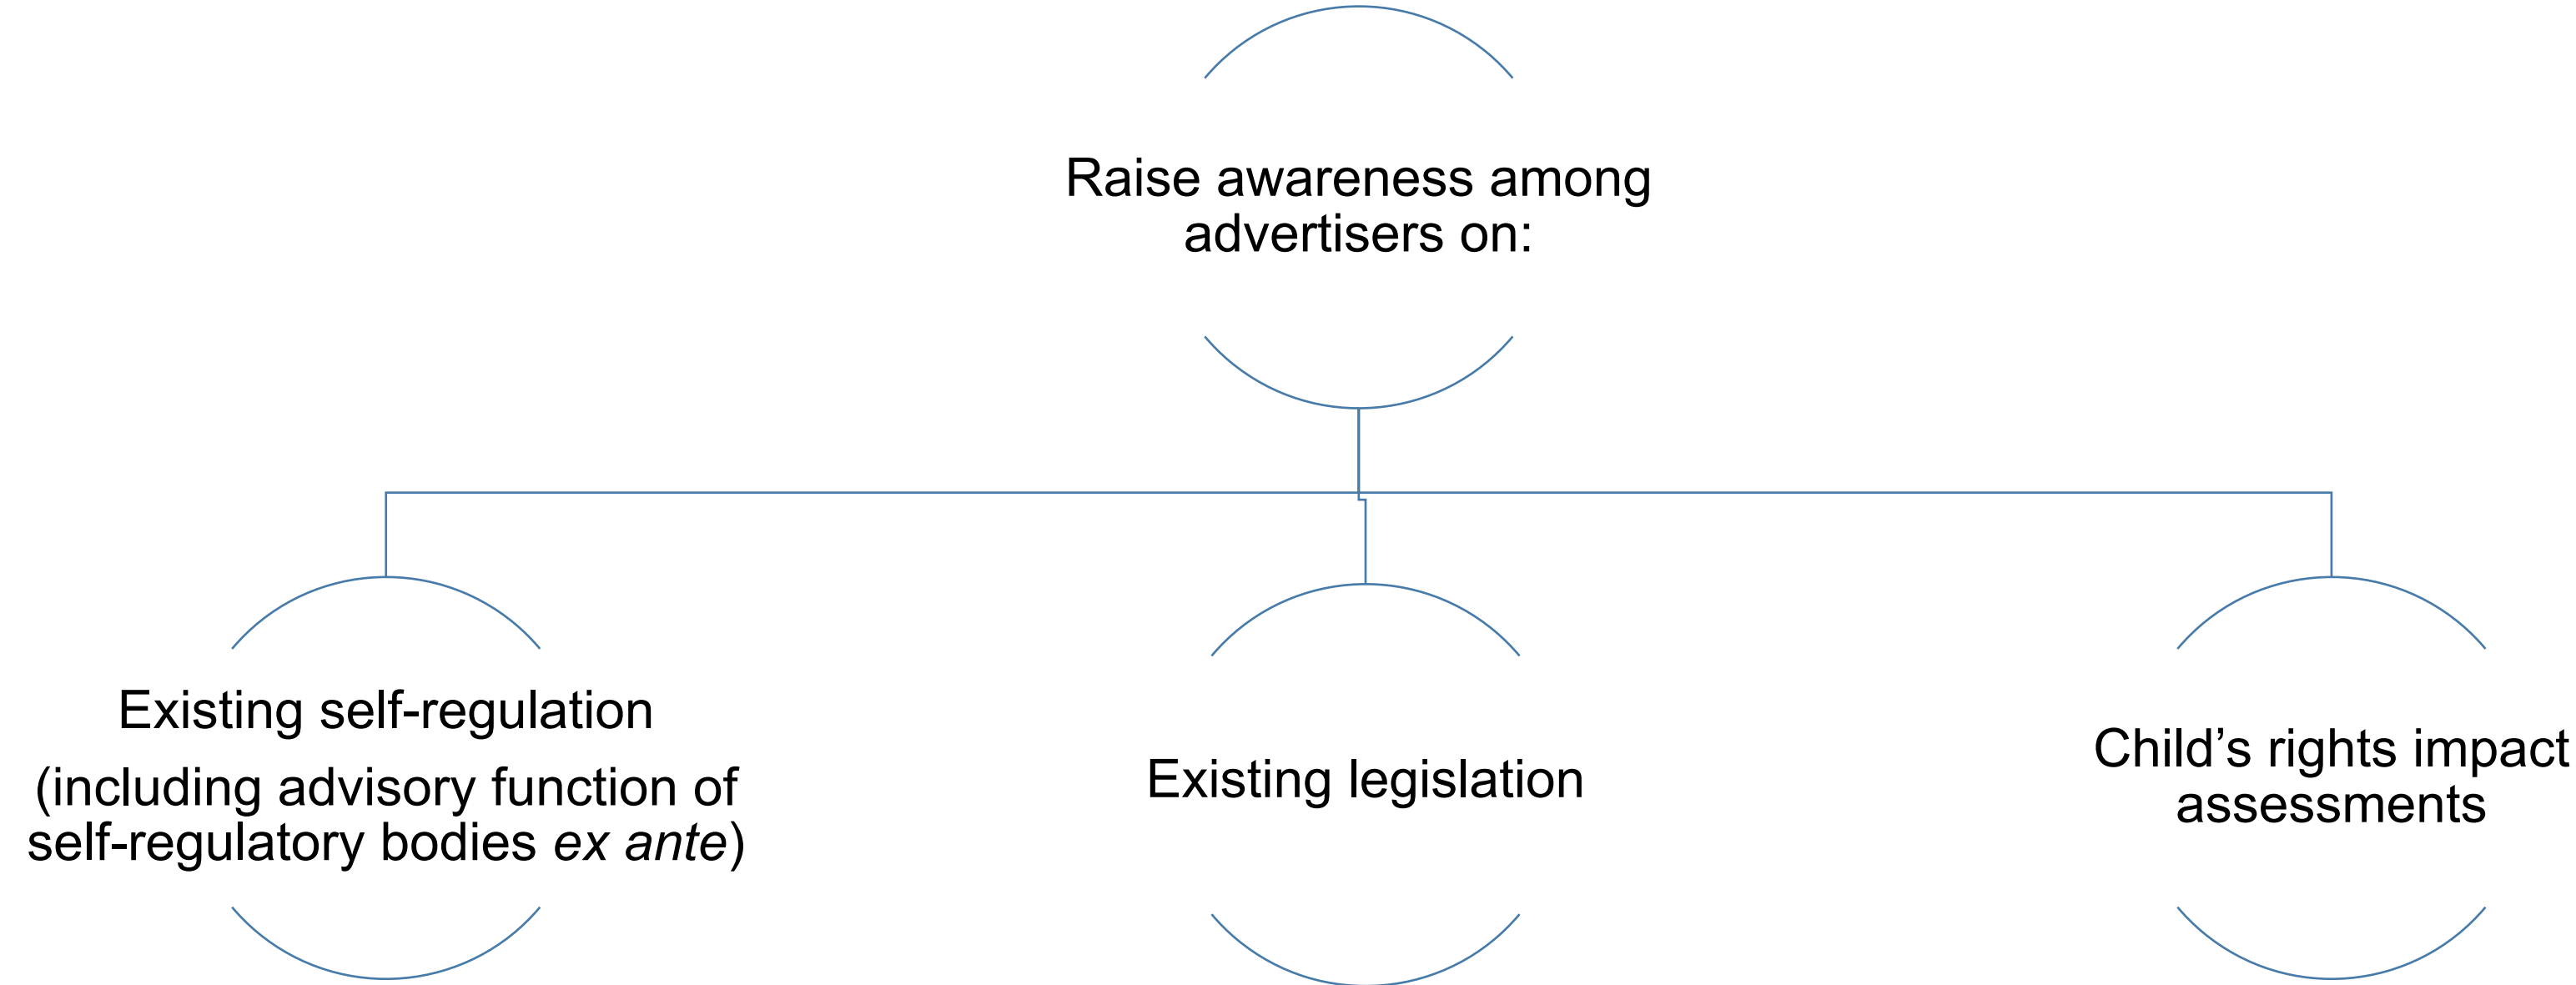 Raise awareness among
advertisers on:
Existing self-regulation
(including advisory function of
self-regulatory bodies ex ante)
Existing legislation
Child’s rights impact
assessments